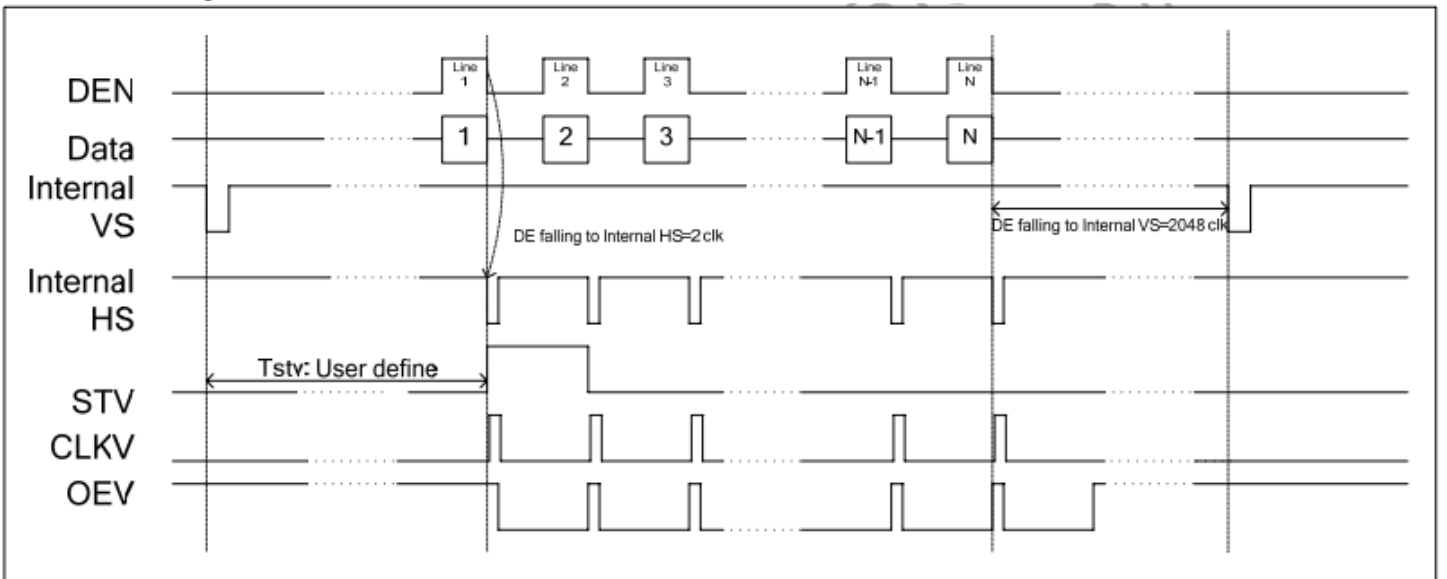 DEN
Line 1
Line 2
Line 3
Line N-1
Line N
Data
1
2
3
N-1
N
Internal
VS
DE falling to Internal HS=2 clk
DE falling to Internal VS=2048 clk
Internal
HS
Tstv: User define
STV
CLKV
OEV